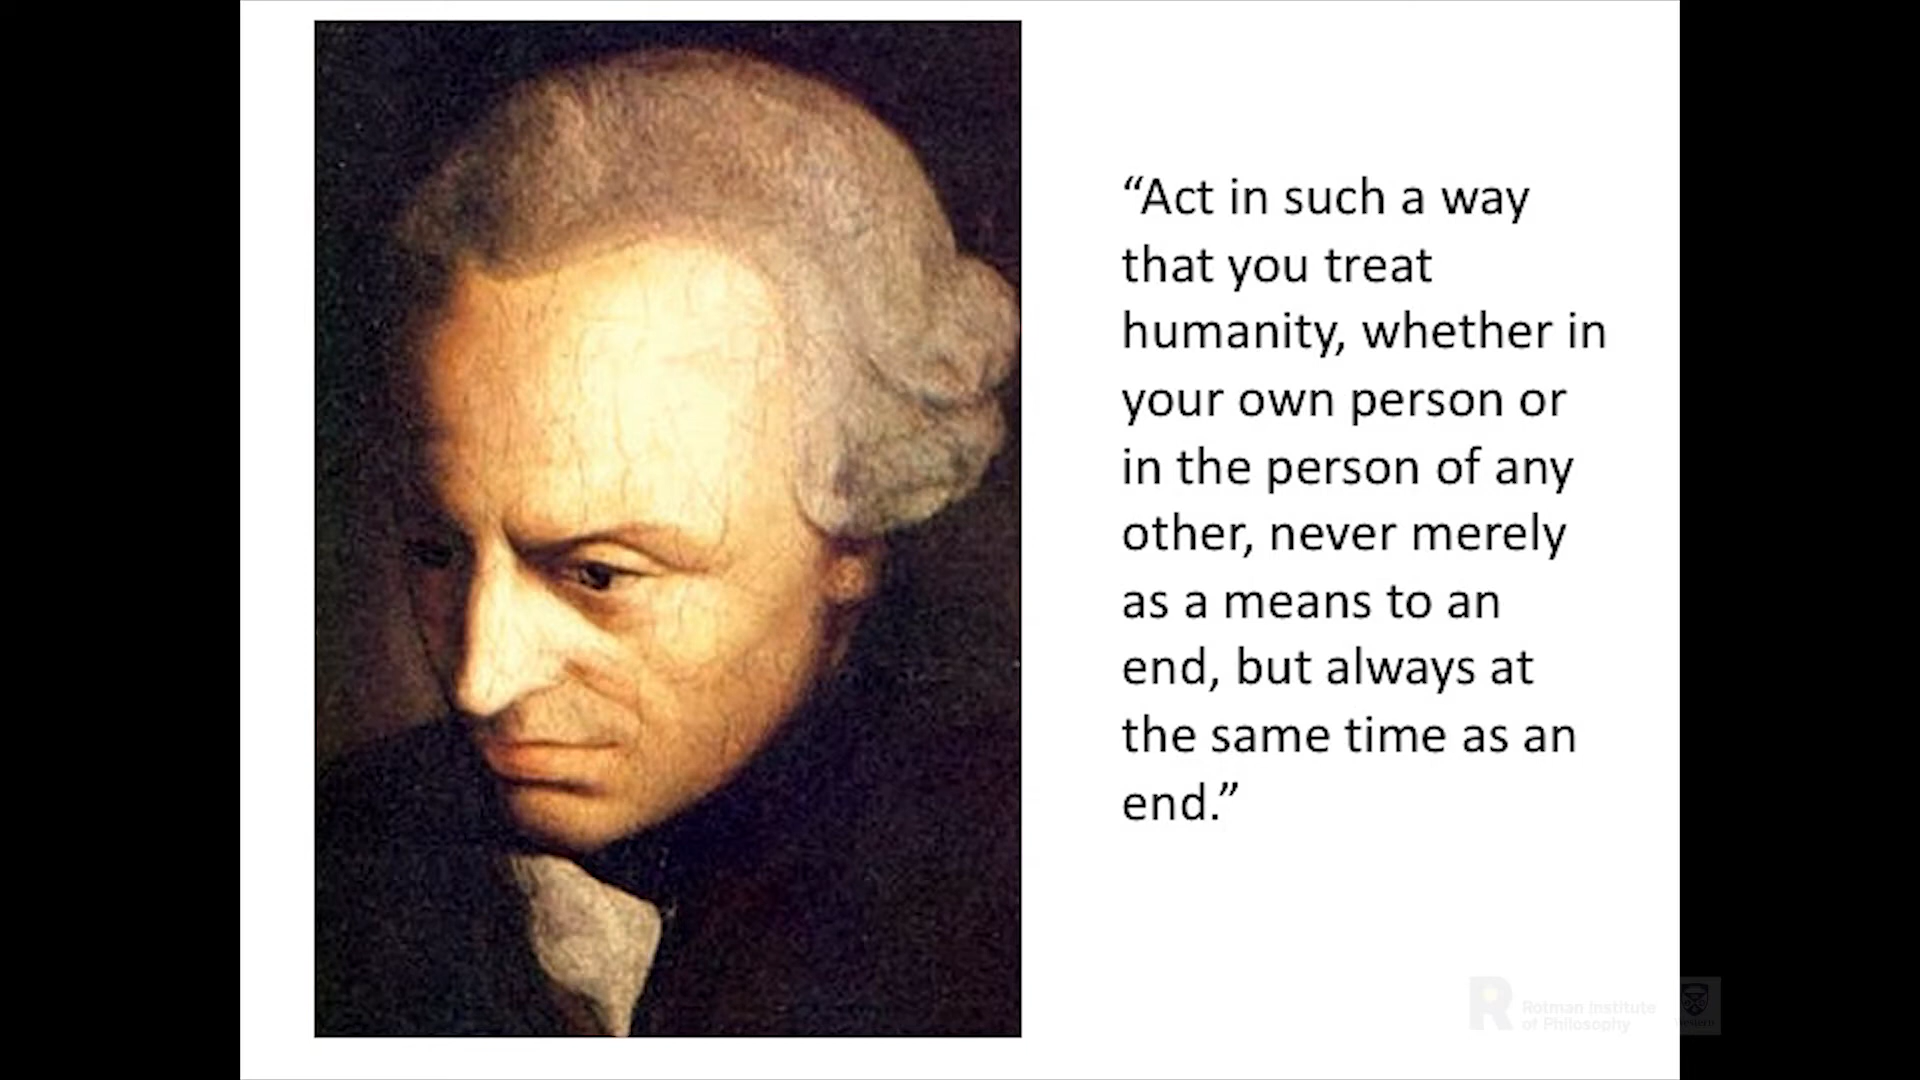 “Act in such a way
that you treat
humanity, whether in
your own person or
in the person of any
other, never merely
as a means to an
end, but always at
the same time as an
end.”
R Rotman Institute
of Philosophy
Western